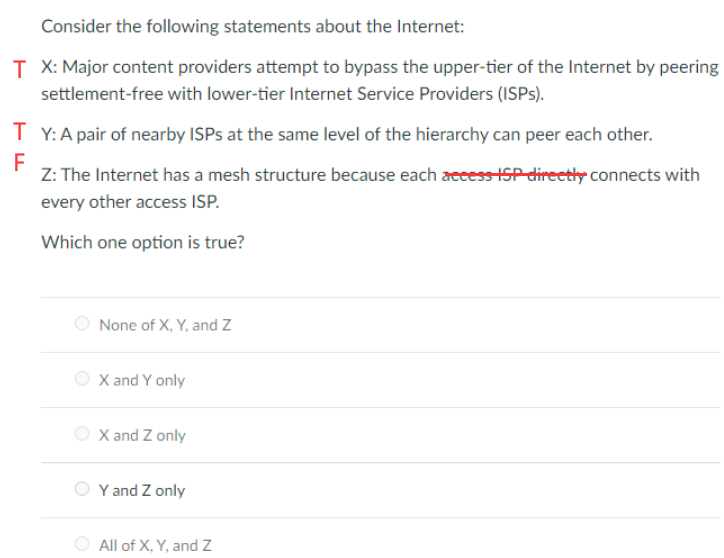 Consider the following statements about the Internet:
T X: Major content providers attempt to bypass the upper-tier of the Internet by peering
settlement-free with lower-tier Internet Service Providers (ISPs).
T Y: A pair of nearby ISPs at the same level of the hierarchy can peer each other.
F Z: The Internet has a mesh structure because each access ISP directly connects with
every other access ISP.
Which one option is true?
None of X, Y, and Z
X and Y only
X and Z only
Y and Z only
All of X, Y, and Z